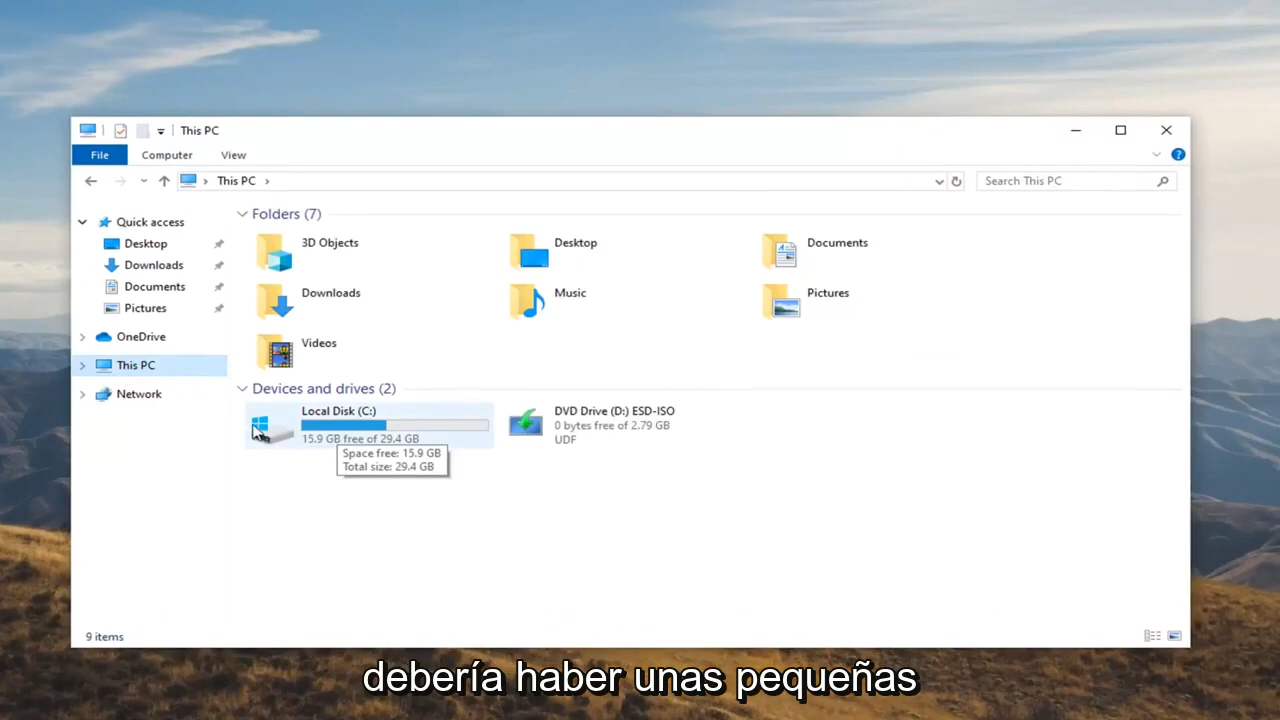 This PC
File
Computer
View
This PC
Search This PC
Quick access
Desktop
Downloads
Documents
Pictures
OneDrive
This PC
Network
Folders (7)
3D Objects
Desktop
Documents
Downloads
Music
Pictures
Videos
Devices and drives (2)
Local Disk (C:)
15.9 GB free of 29.4 GB
Space free: 15.9 GB
Total size: 29.4 GB
DVD Drive (D:) ESD-ISO
0 bytes free of 2.79 GB
UDF
9 items
debería haber unas pequeñas